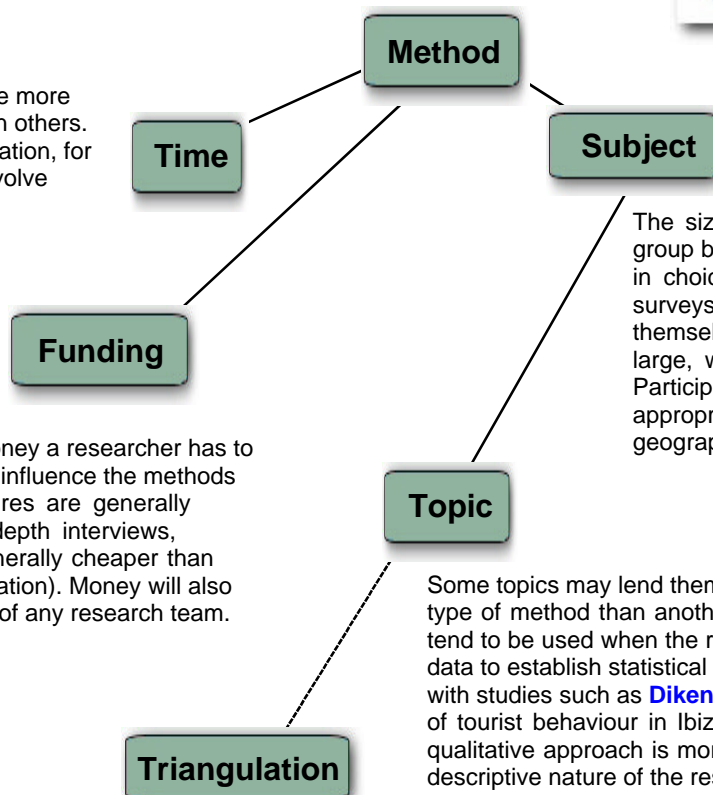 Method
e more
n others.
Time
ation, for
volve
Subject
The siz
group b
in choic
surveys
themsel
large, w
Particip
appropr
geograp
Funding
ney a researcher has to
influence the methods
res are generally
depth interviews,
nerally cheaper than
ation). Money will also
of any research team.
Topic
Some topics may lend then
type of method than anoth
tend to be used when the r
data to establish statistical
with studies such as Diken
of tourist behaviour in Ibiz
qualitative approach is mor
descriptive nature of the res
Triangulation